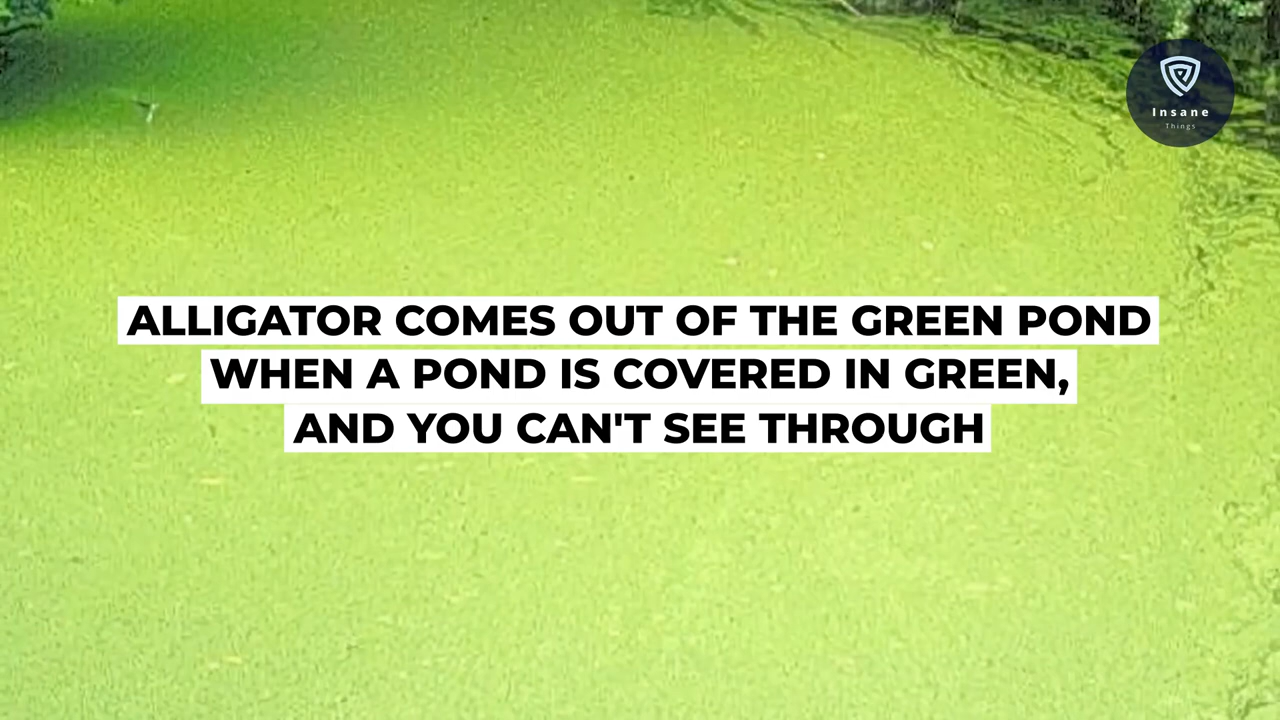 Insane
Things
ALLIGATOR COMES OUT OF THE GREEN POND
WHEN A POND IS COVERED IN GREEN,
AND YOU CAN'T SEE THROUGH